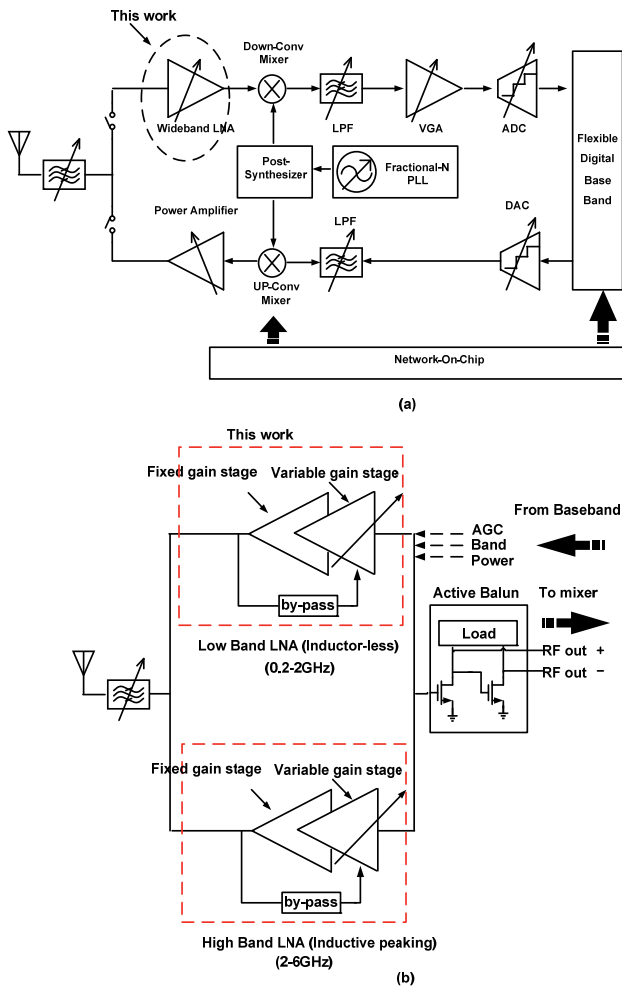 This work
Down-Conv
Mixer
Wideband LNA
LPF
VGA
ADC
Post-
Synthesizer
Fractional-N
PLL
Flexible
Digital
Base
Band
Power Amplifier
LPF
DAC
UP-Conv
Mixer
Network-On-Chip
(a)
This work
Fixed gain stage
Variable gain stage
From Baseband
AGC
Band
Power
by-pass
Active Balun
To mixer
Load
RF out +
RF out −
Low Band LNA (Inductor-less)
(0.2-2GHz)
Fixed gain stage
Variable gain stage
by-pass
High Band LNA (Inductive peaking)
(2-6GHz)
(b)